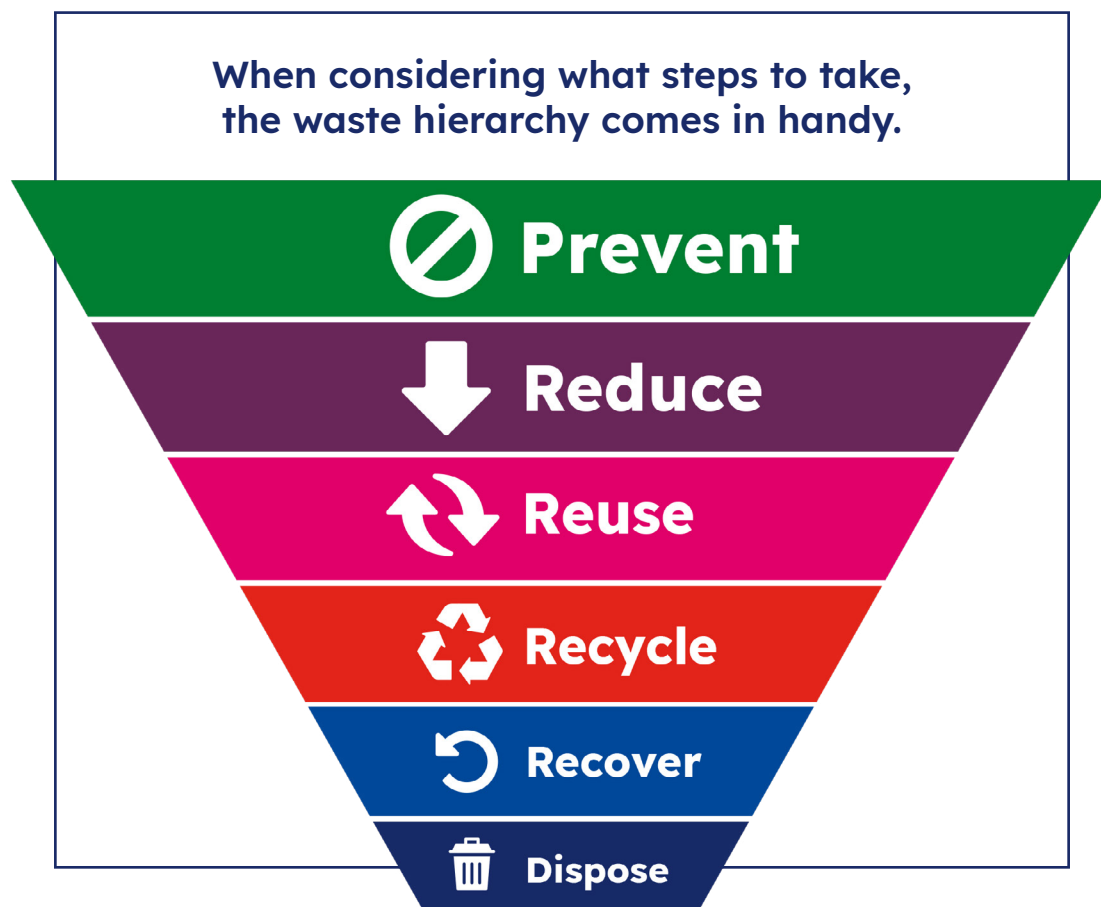 When considering what steps to take,
the waste hierarchy comes in handy.
Prevent
Reduce
Reuse
Recycle
Recover
Dispose